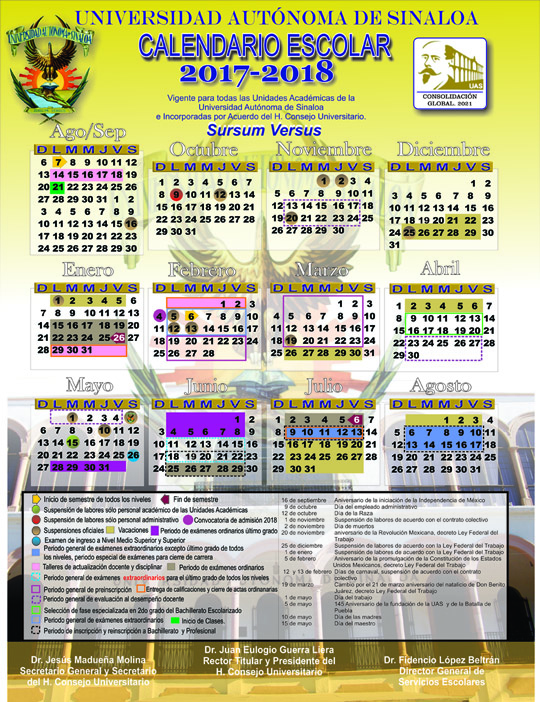 UNIVERSIDAD AUTÓNOMA DE SINALOA
CALENDARIO ESCOLAR
2017-2018
Vigente para todas las Unidades Académicas de la
Universidad Autónoma de Sinaloa
e Incorporadas por Acuerdo del H. Consejo Universitario.
Sursum Versus
UAS
CONSOLIDACIÓN
GLOBAL. 2021
Ago/Sep
D L M M J V S
6 7 8 9 10 11 12
13 14 15 16 17 18 19
20 21 22 23 24 25 26
27 28 29 30 31 1 2
3 4 5 6 7 8 9
10 11 12 13 14 15 16
17 18 19 20 21 22 23
24 25 26 27 28 29 30
Octubre
D L M M J V S
1 2 3 4 5 6 7
8 9 10 11 12 13 14
15 16 17 18 19 20 21
22 23 24 25 26 27 28
29 30 31
Noviembre
D L M M J V S
1 2 3 4
5 6 7 8 9 10 11
12 13 14 15 16 17 18
19 20 21 22 23 24 25
26 27 28 29 30
Diciembre
D L M M J V S
1 2
3 4 5 6 7 8 9
10 11 12 13 14 15 16
17 18 19 20 21 22 23
24 25 26 27 28 29 30
31
Enero
D L M M J V S
1 2 3 4 5 6
7 8 9 10 11 12 13
14 15 16 17 18 19 20
21 22 23 24 25 26 27
28 29 30 31
Febrero
D L M M J V S
1 2 3
4 5 6 7 8 9 10
11 12 13 14 15 16 17
18 19 20 21 22 23 24
25 26 27 28
Marzo
D L M M J V S
1 2 3
4 5 6 7 8 9 10
11 12 13 14 15 16 17
18 19 20 21 22 23 24
25 26 27 28 29 30 31
Abril
D L M M J V S
1 2 3 4 5 6 7
8 9 10 11 12 13 14
15 16 17 18 19 20 21
22 23 24 25 26 27 28
29 30
Mayo
D L M M J V S
1 2 3 4
6 7 8 9 10 11 12
13 14 15 16 17 18 19
20 21 22 23 24 25 26
27 28 29 30 31
Junio
D L M M J V S
1 2
3 4 5 6 7 8 9
10 11 12 13 14 15 16
17 18 19 20 21 22 23
24 25 26 27 28 29 30
Julio
D L M M J V S
1 2 3 4 5 6 7
8 9 10 11 12 13 14
15 16 17 18 19 20 21
22 23 24 25 26 27 28
29 30 31
Agosto
D L M M J V S
1 2 3 4
5 6 7 8 9 10 11
12 13 14 15 16 17 18
Inicio de semestre de todos los niveles
Fin de semestre
Suspensión de labores sólo personal académico de las Unidades Academicas
Suspensión de labores sólo personal administrativo
Convocatoria de admisión 2018
Suspensiones oficiales
Vacaciones
Período de exámenes ordinarios último grado
Examen de ingreso al Nivel Medio Superior y Superior
Período general de exámenes extraordinarios excepto último grado de todos
los niveles, período especial de exámenes para cierre de carrera
Talleres de actualización docente y disciplinar
Período de exámenes ordinarios
Período general de exámenes extraordinarios para el último grado de todos los niveles
Período general de preinscripción
Entrega de calificaciones y cierre de actas ordinanarias
Período general de evaluación al desempeño docente
Selección de fase especializada en 2do grado del Bachillerato Escolarizado
Período general de exámenes extraordinarios
Inicio de Clases.
Período de inscripción y reinscripción a Bachillerato y Profesional
16 de septiembre Aniversario de la iniciación de la Independencia de México
9 de octubre Día del empleado administrativo
12 de octubre Día de la Raza
1 de noviembre Suspensión de labores de acuerdo con el contrato colectivo
2 de noviembre Día de muertos
20 de noviembre aniversario de la Revolución Mexicana, decreto Ley Federal del
Trabajo
25 de diciembre Suspensión de labores de acuerdo con la Ley Federal del Trabajo
1 de enero Suspensión de labores de acuerdo con la Ley Federal del Trabajo
5 de febrero Aniversario de la promulgación de la Constitución de los Estados
Unidos Mexicanos, decreto Ley Federal del Trabajo
12 y 13 de febrero Días de carnaval, suspensión de acuerdo con el contrato
colectivo
19 de marzo Cambio por el 21 de marzo aniversario del natalicio de Don Benito
Juárez, decreto Ley Federal del Trabajo
1 de mayo Día del trabajo
5 de mayo 145 Aniversario de la fundación de la UAS y de la Batalla de
Puebla
10 de mayo Día de las madres
15 de mayo Día del maestro
Dr. Jesús Madueña Molina
Secretario General y Secretario
del H. Consejo Universitario
Dr. Juan Eulogio Guerra Liera
Rector Titular y Presidente del
H. Consejo Universitario
Dr. Fidencio López Beltrán
Director General de
Servicios Escolares